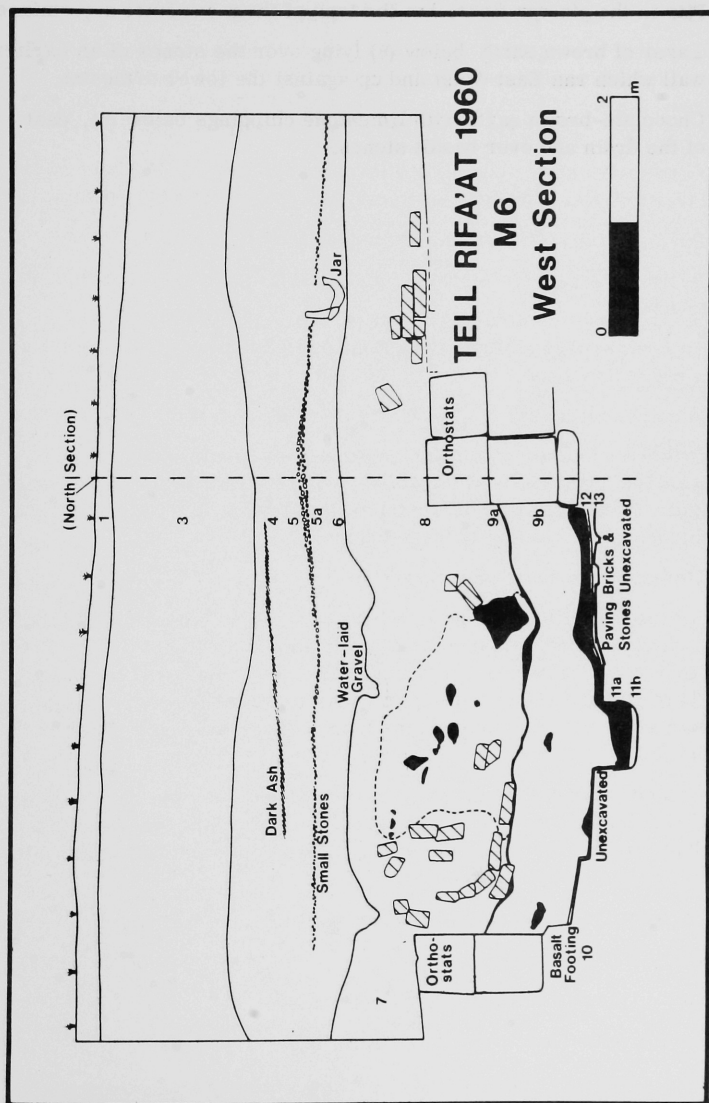 TELL RIFA'AT 1960
M6
West Section
0 2
m
(North Section)
1
3
4
5
5a
6
7
8
9a
9b
12
13
11a
11b
Jar
Orthostats
Dark Ash
Small Stones
Water-laid
Gravel
Ortho-
stats
Basalt
Footing
10
Unexcavated
Paving Bricks &
Stones Unexcavated